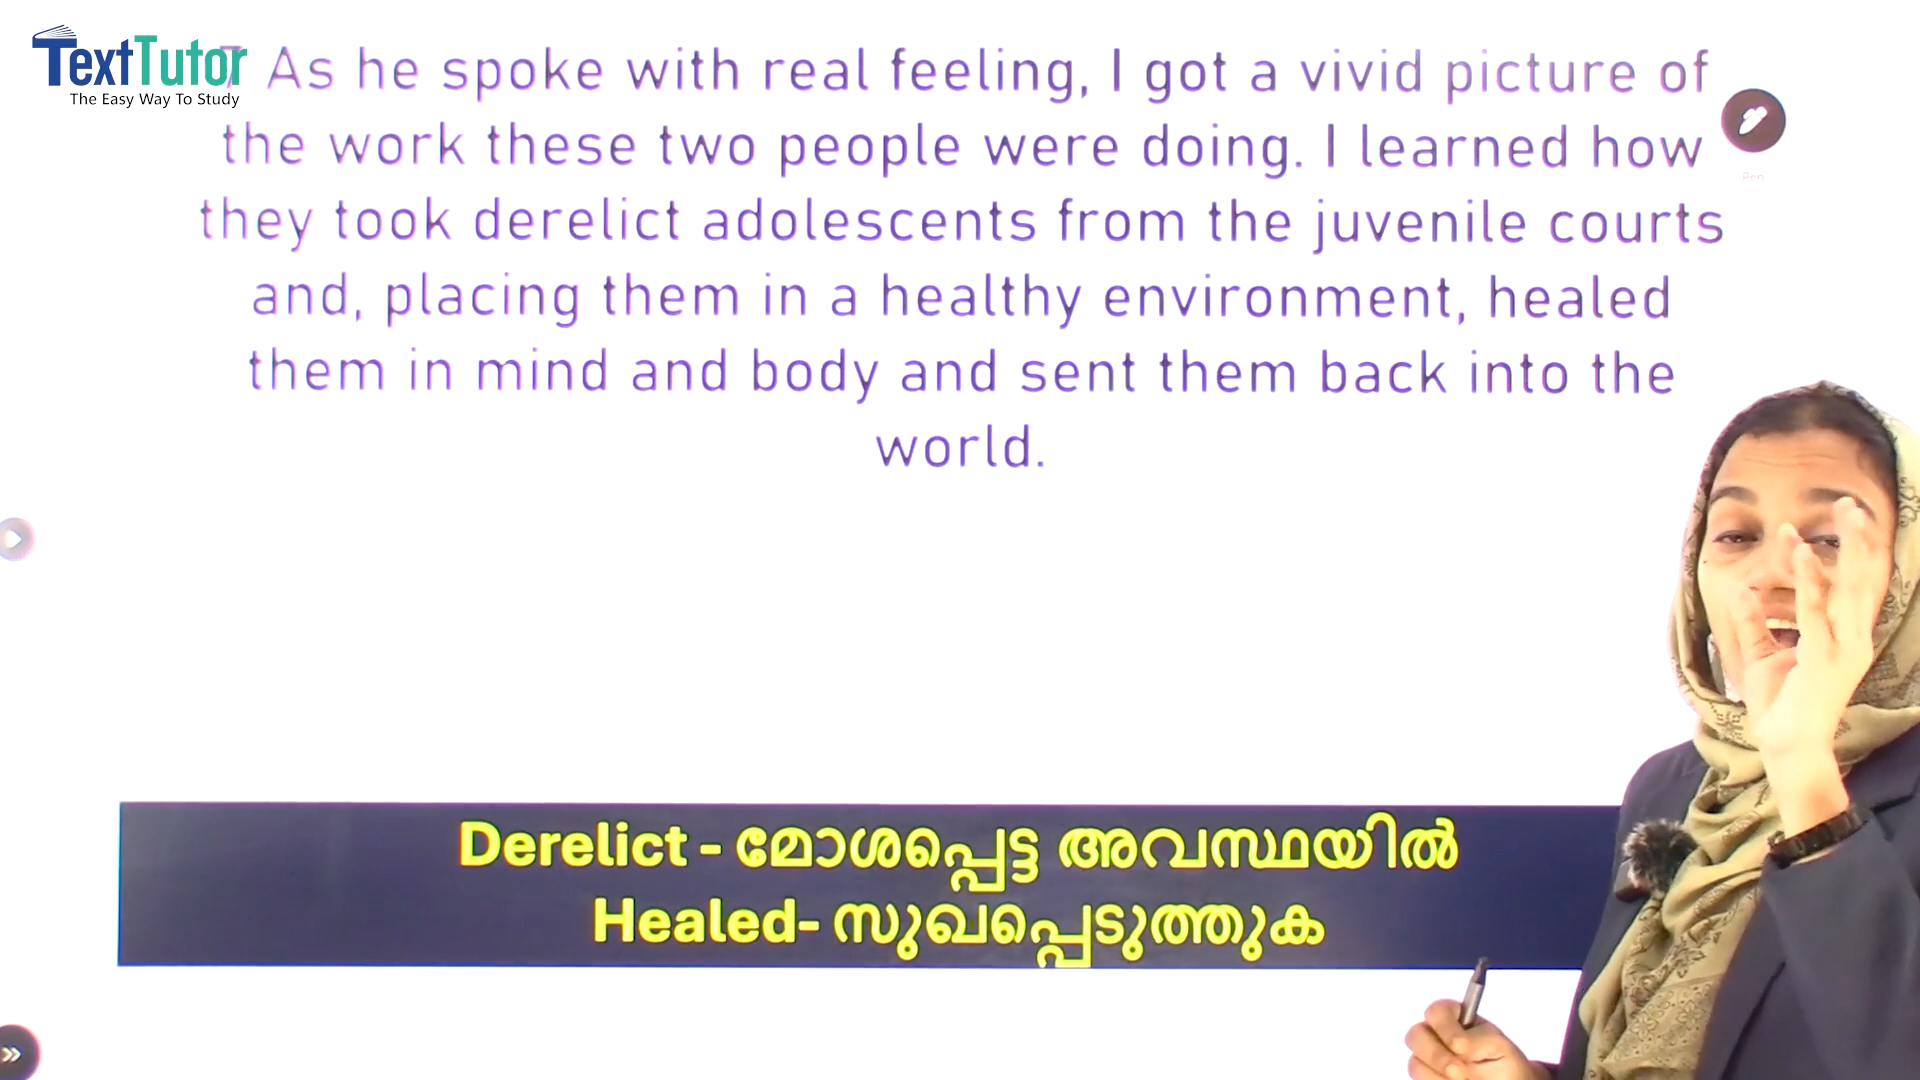 TextTutor
The Easy Way To Study
7 As he spoke with real feeling, I got a vivid picture of
the work these two people were doing. I learned how
they took derelict adolescents from the juvenile courts
and, placing them in a healthy environment, healed
them in mind and body and sent them back into the
world.
Pen
Derelict - മോശപ്പെട്ട അവസ്ഥയിൽ
Healed- സുഖപ്പെടുത്തുക